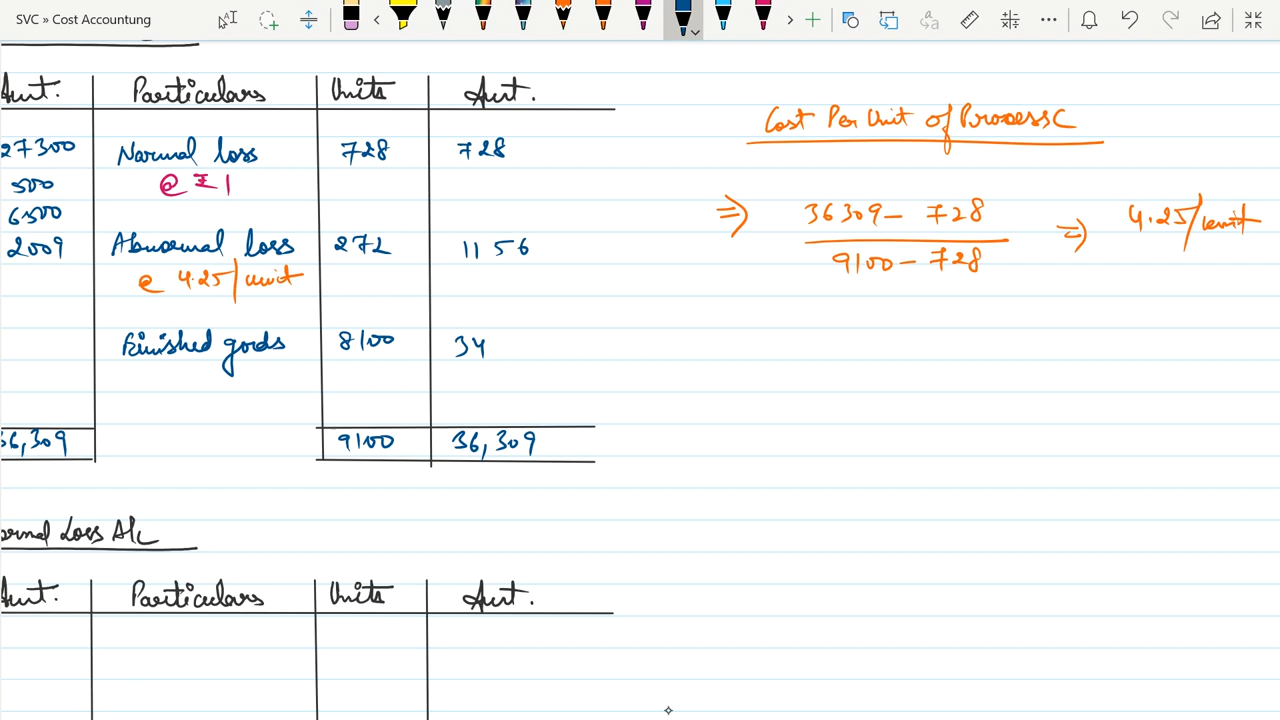 SVC » Cost Accountung
Amt. Particulars Units Amt.
27300 Normal loss 728 728
500 @ ₹ 1
6500
2009 Abnormal loss 272 1156
@ 4.25/unit
Finished goods 8100 34
36,309 9100 36,309
Cost Per Unit of Process C
⇒ 36309 - 728 ⇒ 4.25/unit
9100 - 728
ormal Loss A/c
Amt. Particulars Units Amt.